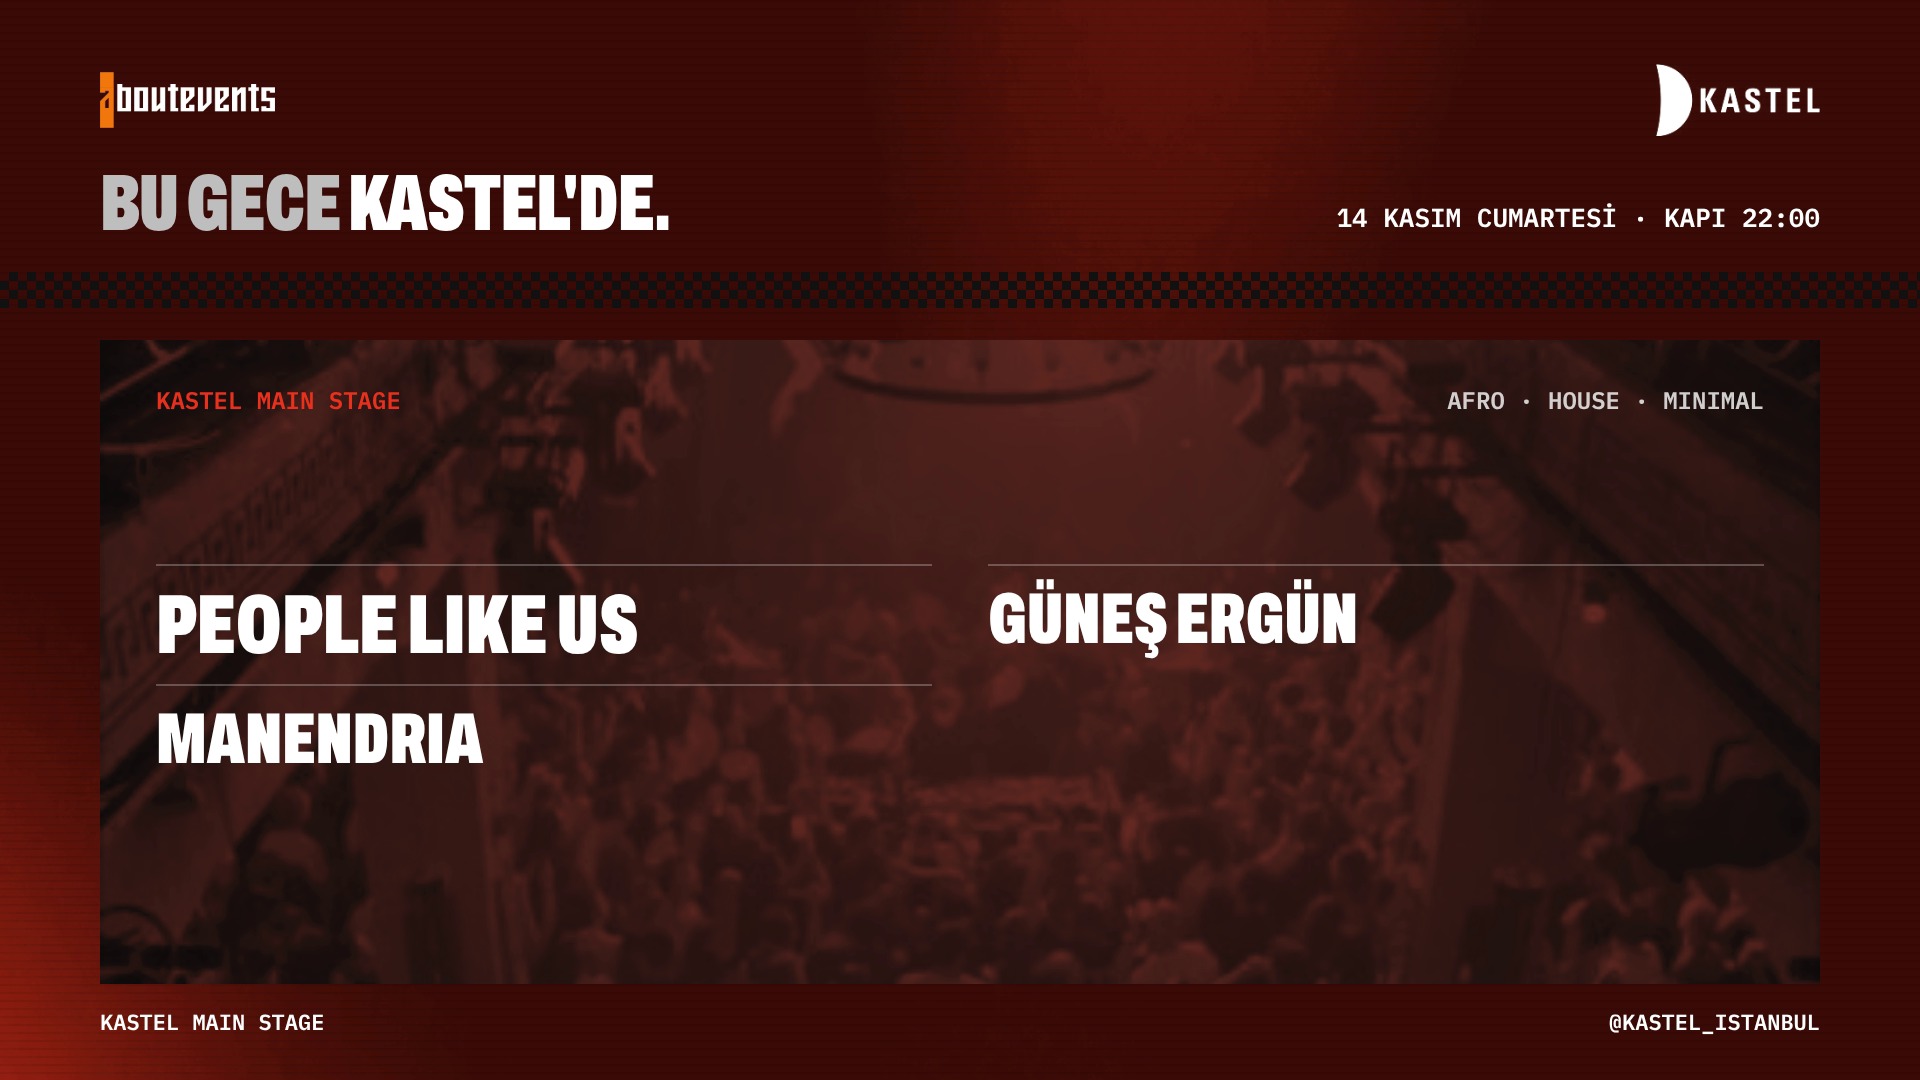 aboutevents
KASTEL
BU GECE KASTEL'DE.
14 KASIM CUMARTESİ · KAPI 22:00
KASTEL MAIN STAGE
AFRO · HOUSE · MINIMAL
PEOPLE LIKE US
GÜNEŞ ERGÜN
MANENDRIA
KASTEL MAIN STAGE
@KASTEL_ISTANBUL